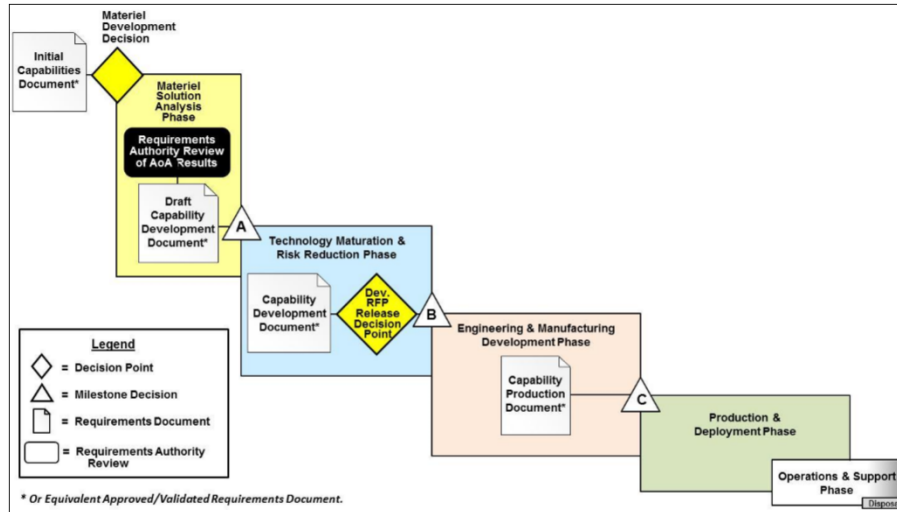 Materiel
Development
Decision
Initial
Capabilities
Document*
Materiel
Solution
Analysis
Phase
Requirements
Authority Review
of AoA Results
Draft
Capability
Development
Document*
A
Technology Maturation &
Risk Reduction Phase
Capability
Development
Document*
Dev.
RFP
Release
Decision
Point
B
Engineering & Manufacturing
Development Phase
Capability
Production
Document*
C
Production &
Deployment Phase
Operations & Support
Phase
Disposa
Legend
= Decision Point
= Milestone Decision
= Requirements Document
= Requirements Authority
Review
* Or Equivalent Approved/Validated Requirements Document.